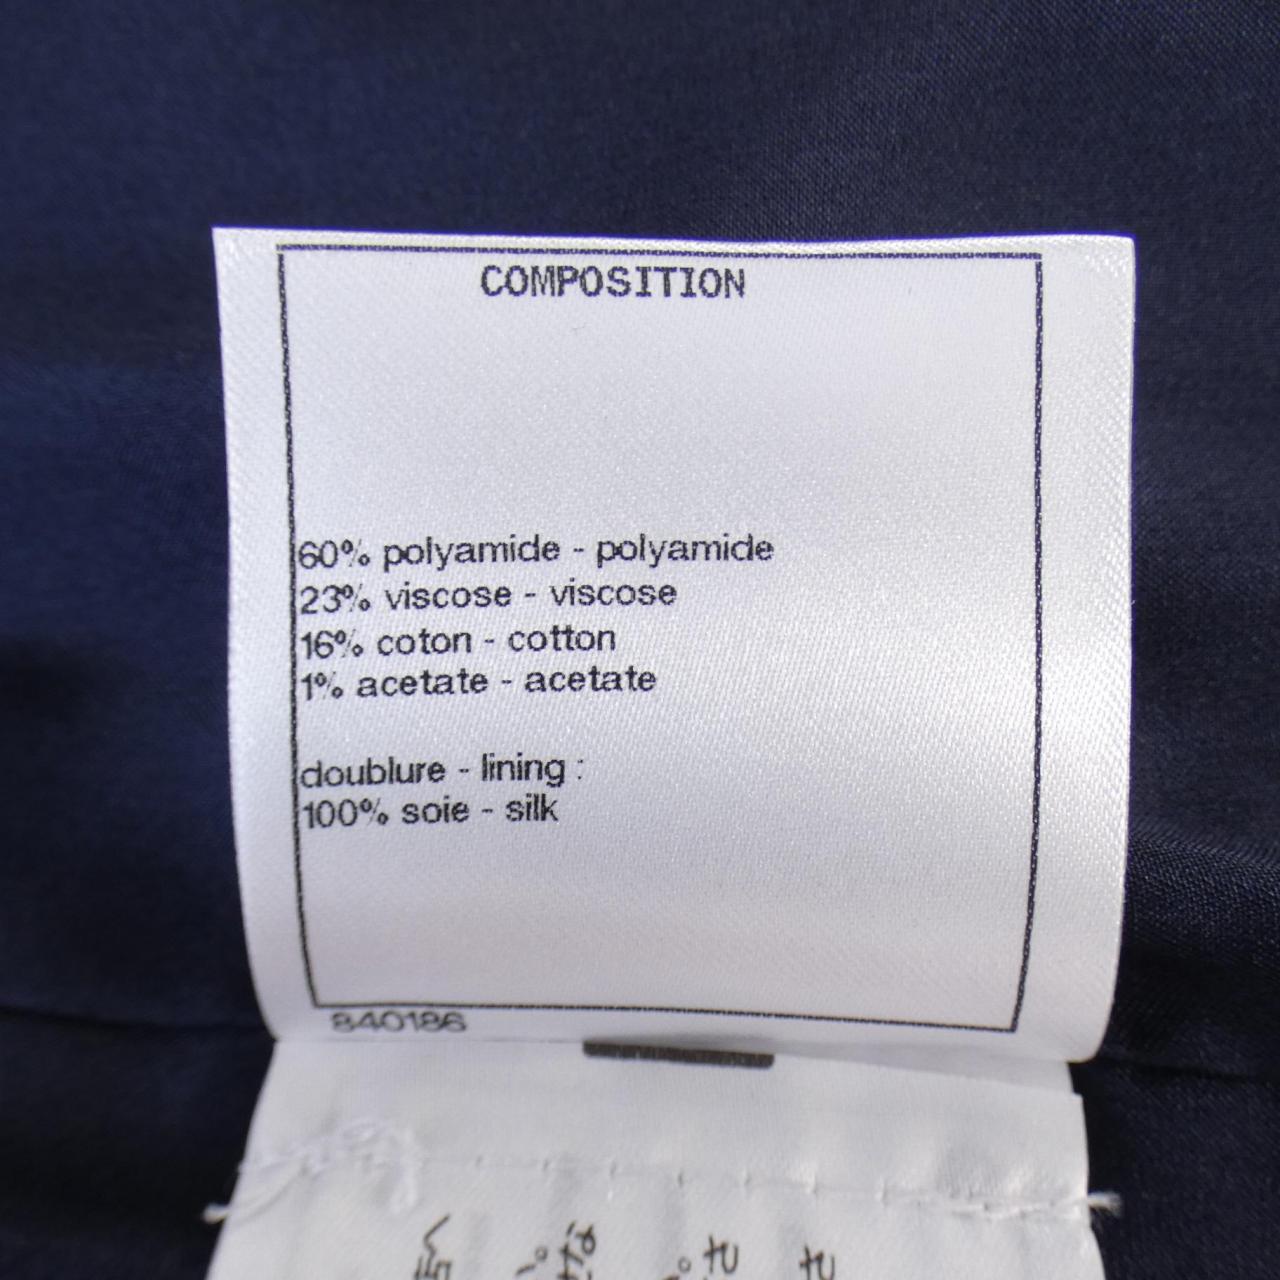 COMPOSITION
60% polyamide - polyamide
23% viscose - viscose
16% coton - cotton
1% acetate - acetate
doublure - lining :
100% soie - silk
840186